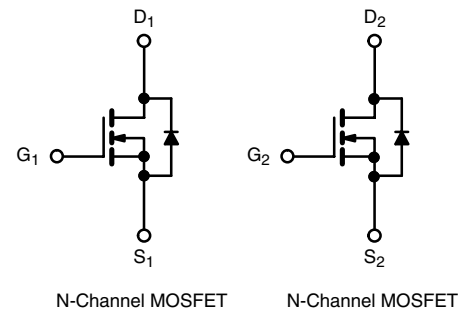 D1 D2
G1 G2
S1 S2
N-Channel MOSFET N-Channel MOSFET